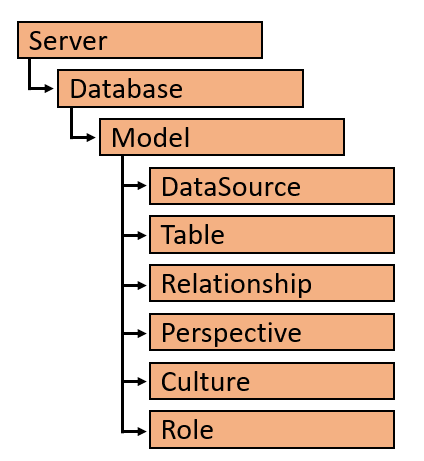 Server
Database
Model
DataSource
Table
Relationship
Perspective
Culture
Role